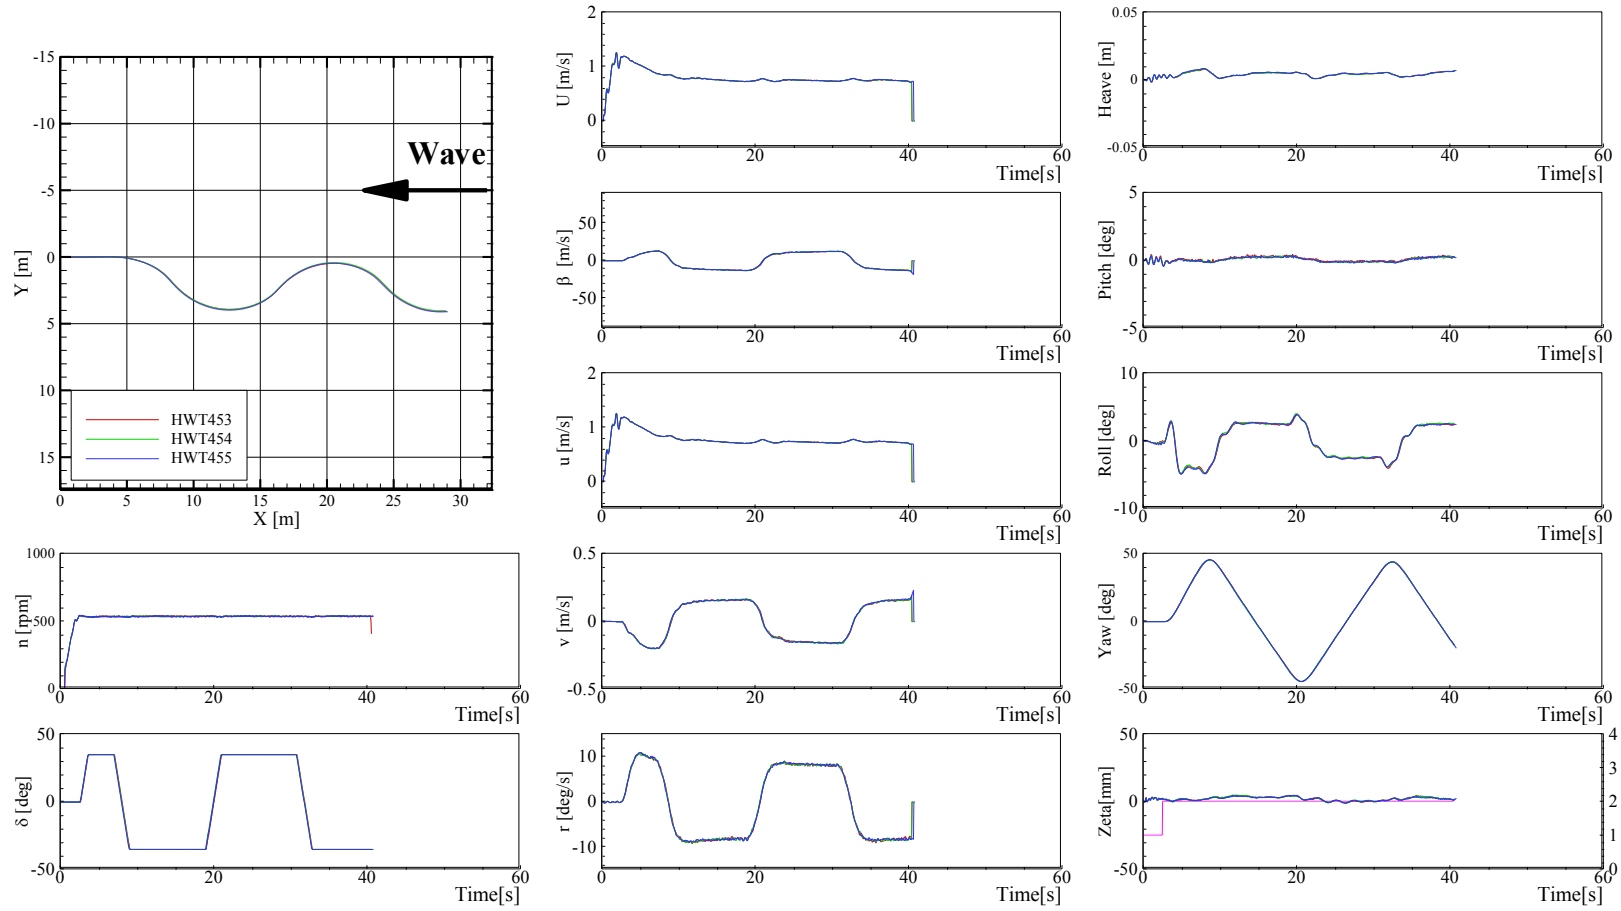 -15
-10
-5
0
5
10
15
Y [m]
Wave
HWT453
HWT454
HWT455
0 5 10 15 20 25 30
X [m]
1000
500
0
n [rpm]
0 20 40 60
Time[s]
50
0
-50
δ [deg]
0 20 40 60
Time[s]
2
1
0
U [m/s]
0 20 40 60
Time[s]
50
0
-50
β [m/s]
0 20 40 60
Time[s]
2
1
0
u [m/s]
0 20 40 60
Time[s]
0.5
0
-0.5
v [m/s]
0 20 40 60
Time[s]
10
0
-10
r [deg/s]
0 20 40 60
Time[s]
0.05
0
-0.05
Heave [m]
0 20 40 60
Time[s]
5
0
-5
Pitch [deg]
0 20 40 60
Time[s]
10
0
-10
Roll [deg]
0 20 40 60
Time[s]
50
0
-50
Yaw [deg]
0 20 40 60
Time[s]
50
0
-50
Zeta[mm]
4
3
2
1
0
0 20 40 60
Time[s]